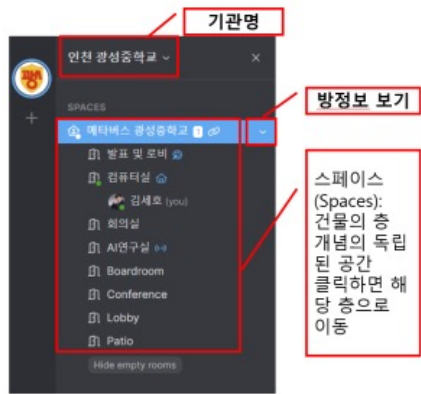 기관명
인천 광성중학교
SPACES
메타버스 광성중학교 1
방정보 보기
발표 및 로비
컴퓨터실
김세호 (you)
회의실
AI연구실
Boardroom
Conference
Lobby
Patio
Hide empty rooms
스페이스
(Spaces):
건물의 층
개념의 독립
된 공간
클릭하면 해
당 층으로
이동